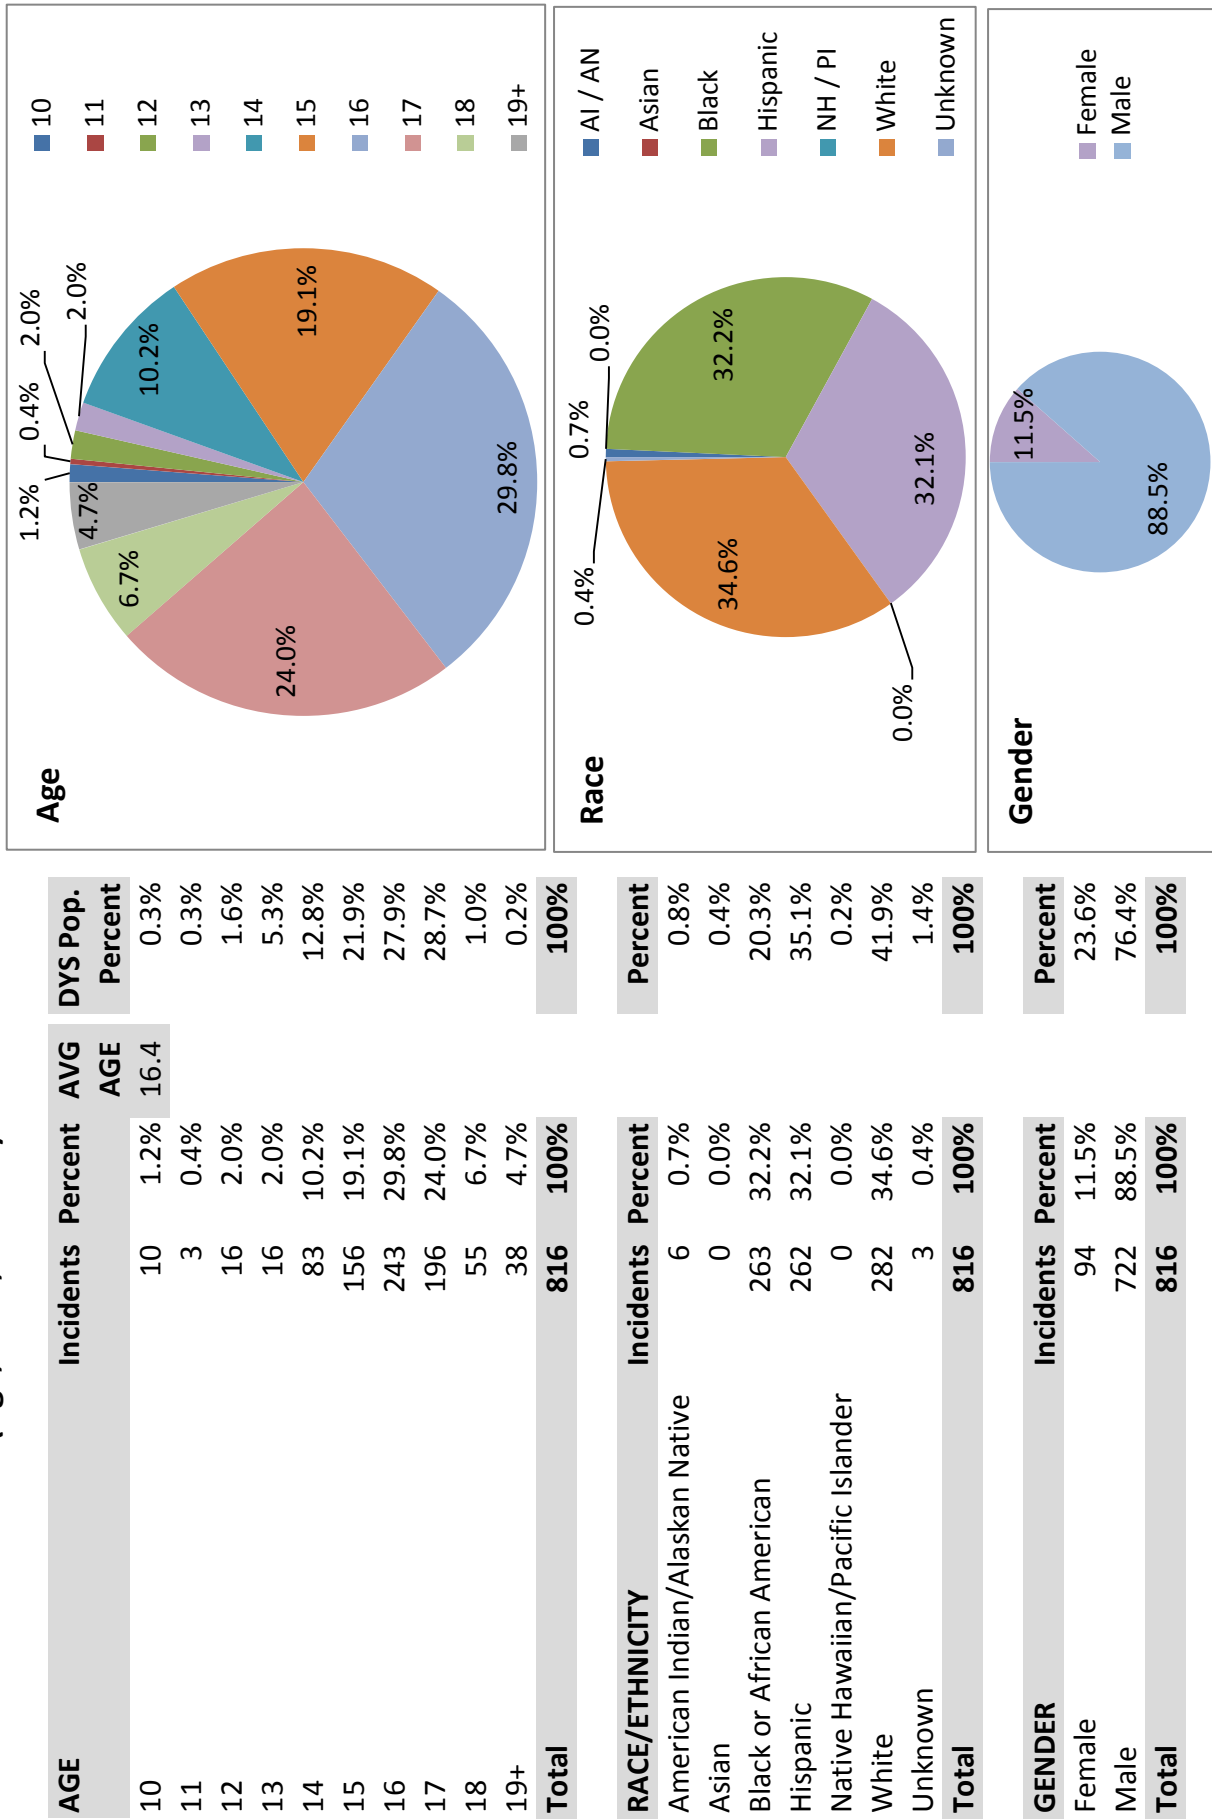 AGE Incidents Percent AVG AGE DYS Pop. Percent
10 10 1.2% 16.4 0.3%
11 3 0.4% 0.3%
12 16 2.0% 1.6%
13 16 2.0% 5.3%
14 83 10.2% 12.8%
15 156 19.1% 21.9%
16 243 29.8% 27.9%
17 196 24.0% 28.7%
18 55 6.7% 1.0%
19+ 38 4.7% 0.2%
Total 816 100% 100%
RACE/ETHNICITY Incidents Percent Percent
American Indian/Alaskan Native 6 0.7% 0.8%
Asian 0 0.0% 0.4%
Black or African American 263 32.2% 20.3%
Hispanic 262 32.1% 35.1%
Native Hawaiian/Pacific Islander 0 0.0% 0.2%
White 282 34.6% 41.9%
Unknown 3 0.4% 1.4%
Total 816 100% 100%
GENDER Incidents Percent Percent
Female 94 11.5% 23.6%
Male 722 88.5% 76.4%
Total 816 100% 100%
Age
1.2%
0.4%
2.0%
2.0%
10.2%
19.1%
29.8%
24.0%
6.7%
4.7%
10
11
12
13
14
15
16
17
18
19+
Race
0.4%
0.7%
0.0%
32.2%
32.1%
0.0%
34.6%
AI / AN
Asian
Black
Hispanic
NH / PI
White
Unknown
Gender
11.5%
88.5%
Female
Male